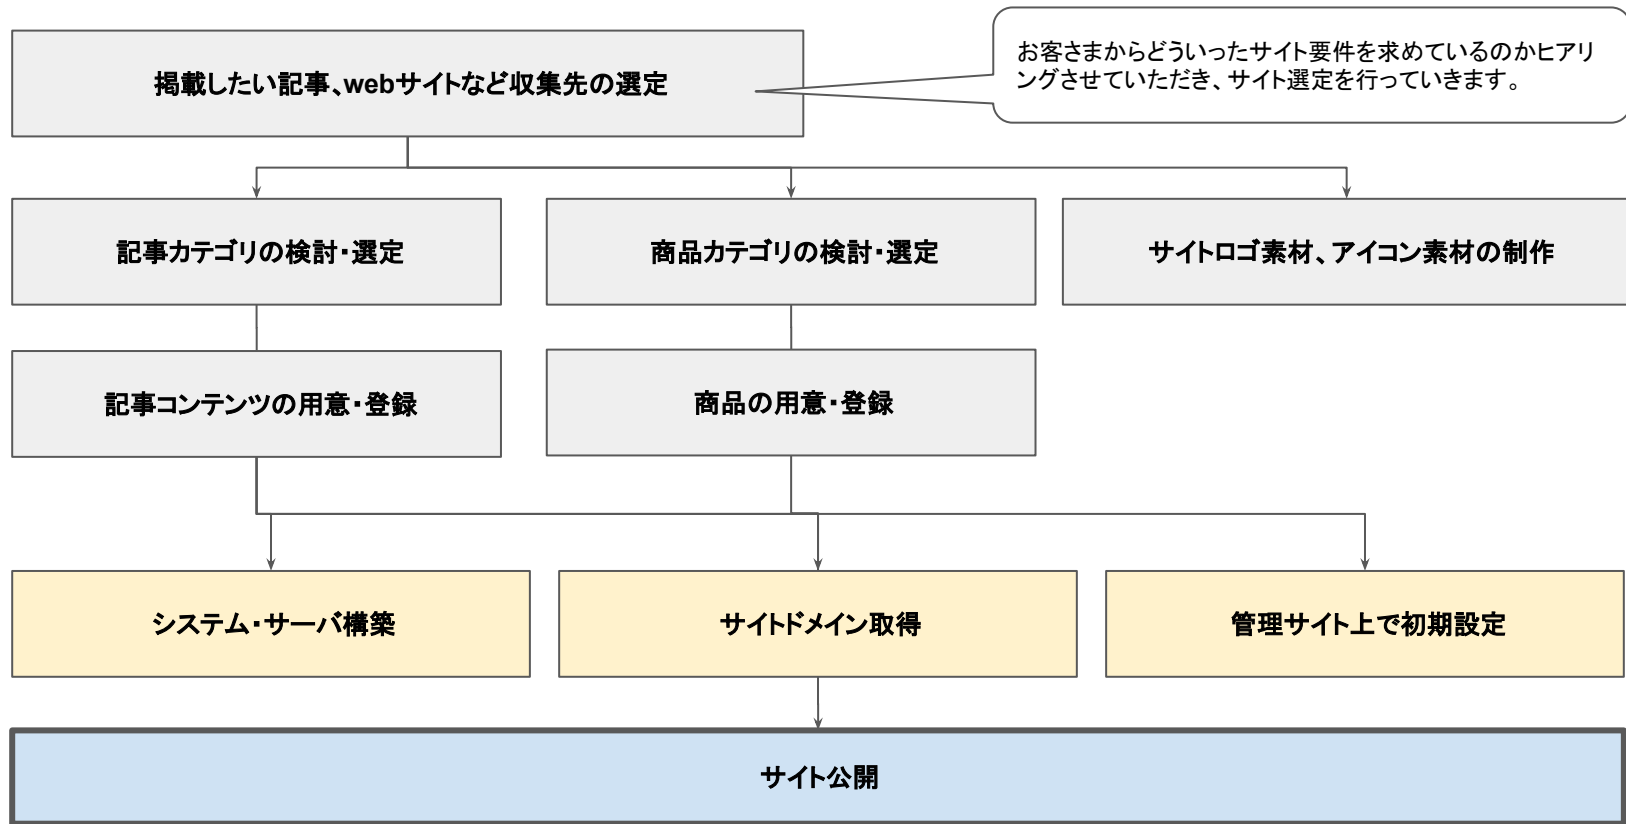 掲載したい記事、webサイトなど収集先の選定
お客さまからどういったサイト要件を求めているのかヒアリ
ングさせていただき、サイト選定を行っていきます。
記事カテゴリの検討・選定
商品カテゴリの検討・選定
サイトロゴ素材、アイコン素材の制作
記事コンテンツの用意・登録
商品の用意・登録
システム・サーバ構築
サイトドメイン取得
管理サイト上で初期設定
サイト公開